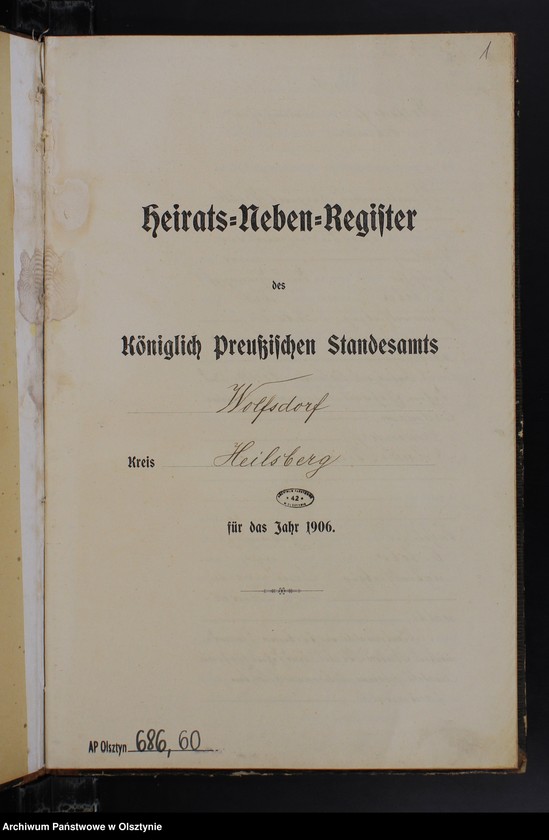 1
Heirats=Neben=Register
des
Königlich Preußischen Standesamts
Wolfsdorf
Kreis Heilsberg
42
für das Jahr 1906.
AP Olsztyn 686, 60
Archiwum Państwowe w Olsztynie